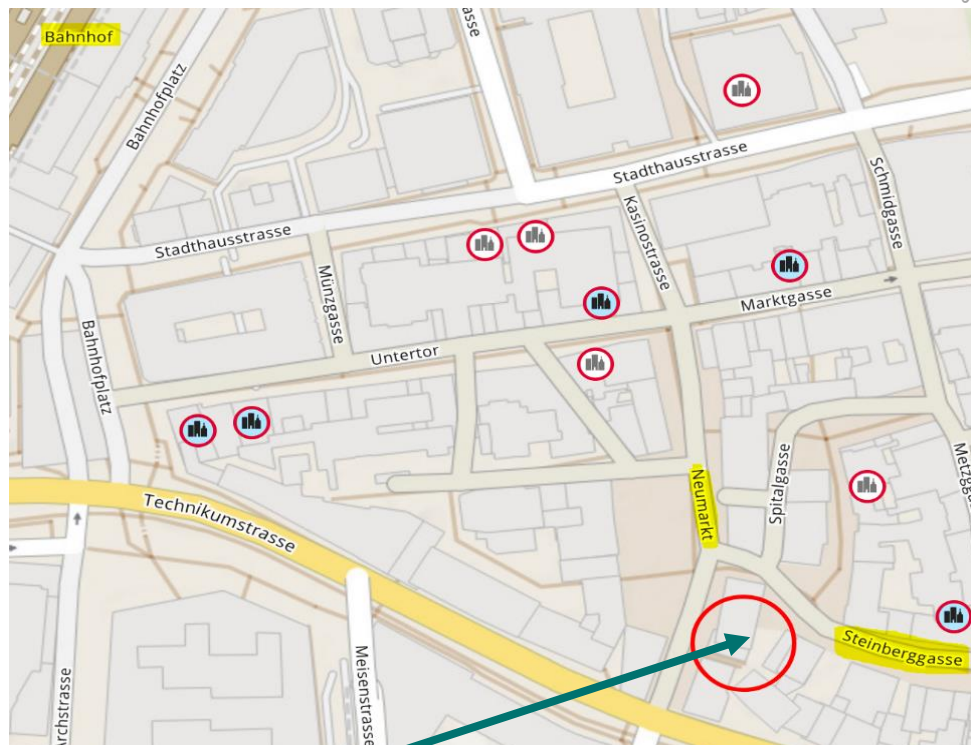 Bahnhof
Bahnhofplatz
Stadthausstrasse
Schmidgasse
Kasinostrasse
Stadthausstrasse
Münzgasse
Marktgasse
Untertor
Bahnhofplatz
Neumarkt
Spitalgasse
Technikumstrasse
Steinberggasse
Meisenstrasse